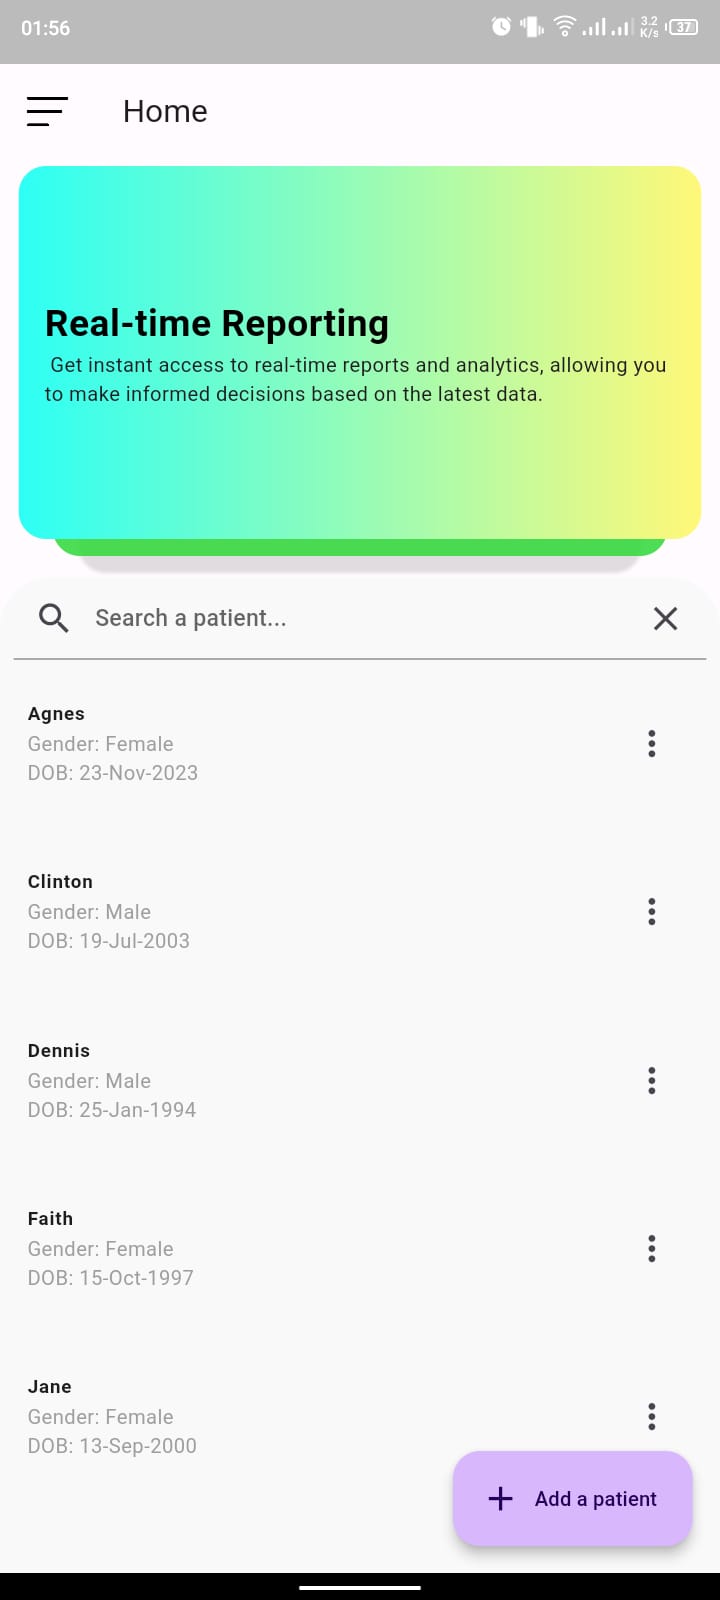 01:56
3.2
K/s
37
Home
Real-time Reporting
Get instant access to real-time reports and analytics, allowing you
to make informed decisions based on the latest data.
Search a patient...
Agnes
Gender: Female
DOB: 23-Nov-2023
Clinton
Gender: Male
DOB: 19-Jul-2003
Dennis
Gender: Male
DOB: 25-Jan-1994
Faith
Gender: Female
DOB: 15-Oct-1997
Jane
Gender: Female
DOB: 13-Sep-2000
Add a patient